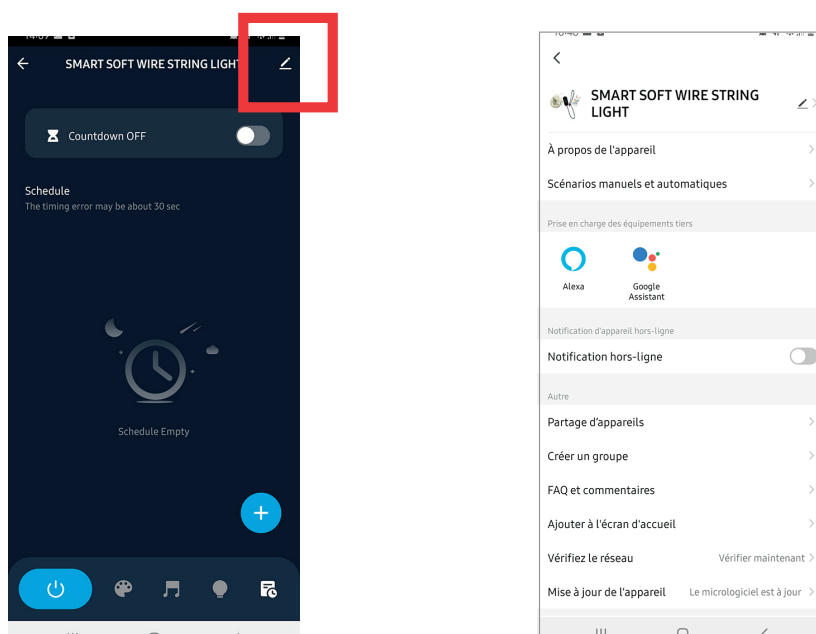 SMART SOFT WIRE STRING LIGHT
Countdown OFF
Schedule
The timing error may be about 30 sec
Schedule Empty
SMART SOFT WIRE STRING
LIGHT
À propos de l'appareil
Scénarios manuels et automatiques
Prise en charge des équipements tiers
Alexa
Google
Assistant
Notification d'appareil hors-ligne
Notification hors-ligne
Autre
Partage d'appareils
Créer un groupe
FAQ et commentaires
Ajouter à l'écran d'accueil
Vérifiez le réseau Vérifier maintenant
Mise à jour de l'appareil Le micrologiciel est à jour